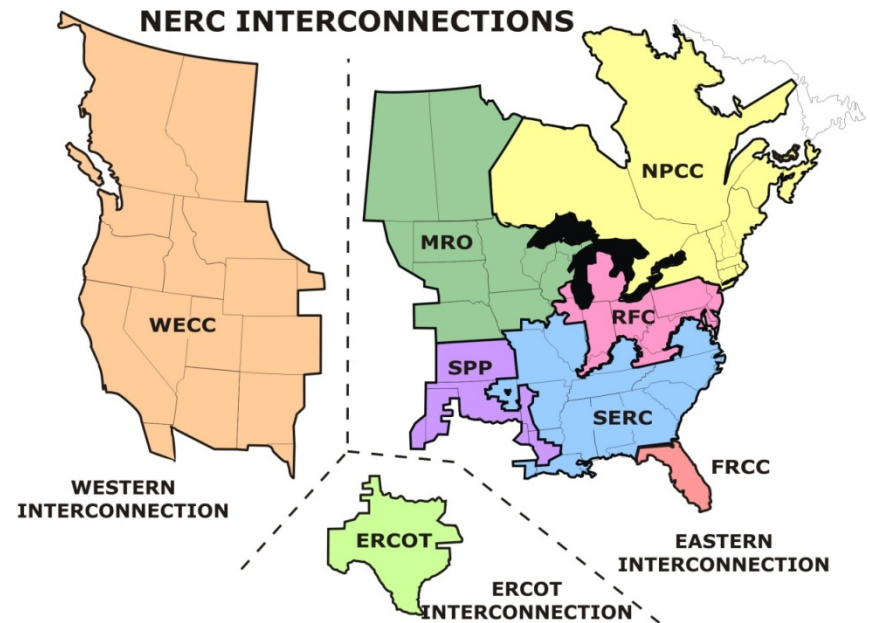 NERC INTERCONNECTIONS
NPCC
MRO
WECC
RFC
SPP
SERC
FRCC
WESTERN
INTERCONNECTION
ERCOT
EASTERN
INTERCONNECTION
ERCOT
INTERCONNECTION